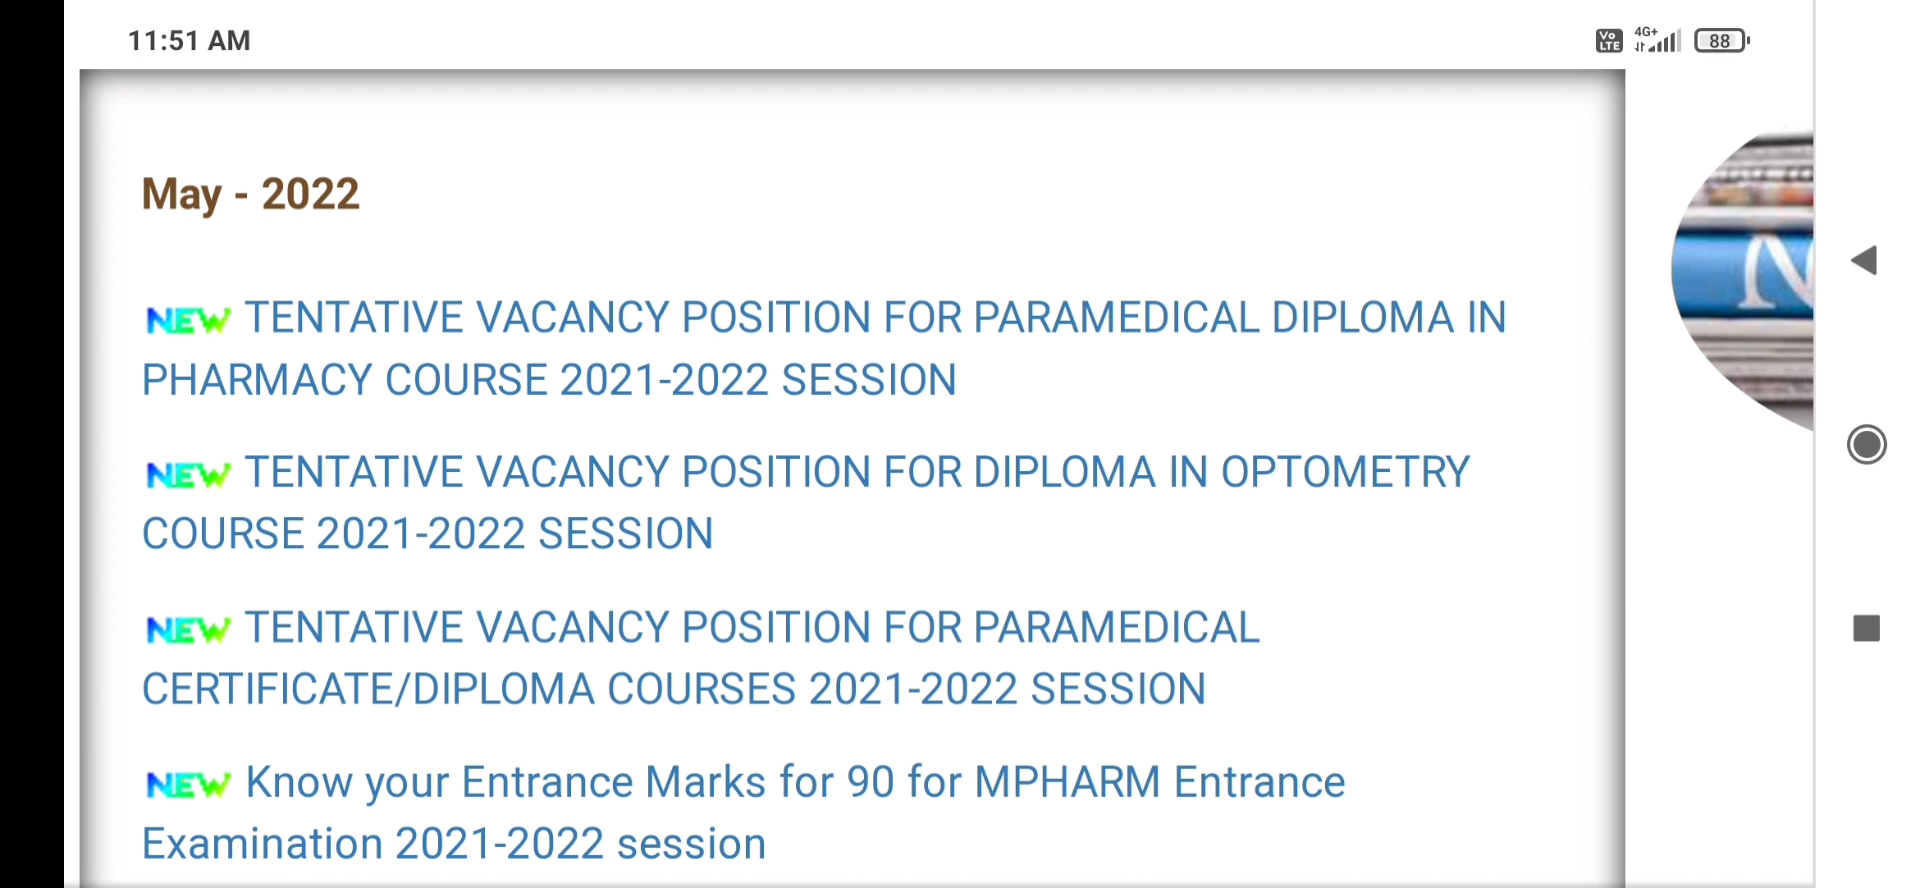 11:51 AM
Vo LTE 4G+ 88
May - 2022
NEW TENTATIVE VACANCY POSITION FOR PARAMEDICAL DIPLOMA IN
PHARMACY COURSE 2021-2022 SESSION
NEW TENTATIVE VACANCY POSITION FOR DIPLOMA IN OPTOMETRY
COURSE 2021-2022 SESSION
NEW TENTATIVE VACANCY POSITION FOR PARAMEDICAL
CERTIFICATE/DIPLOMA COURSES 2021-2022 SESSION
NEW Know your Entrance Marks for 90 for MPHARM Entrance
Examination 2021-2022 session
N